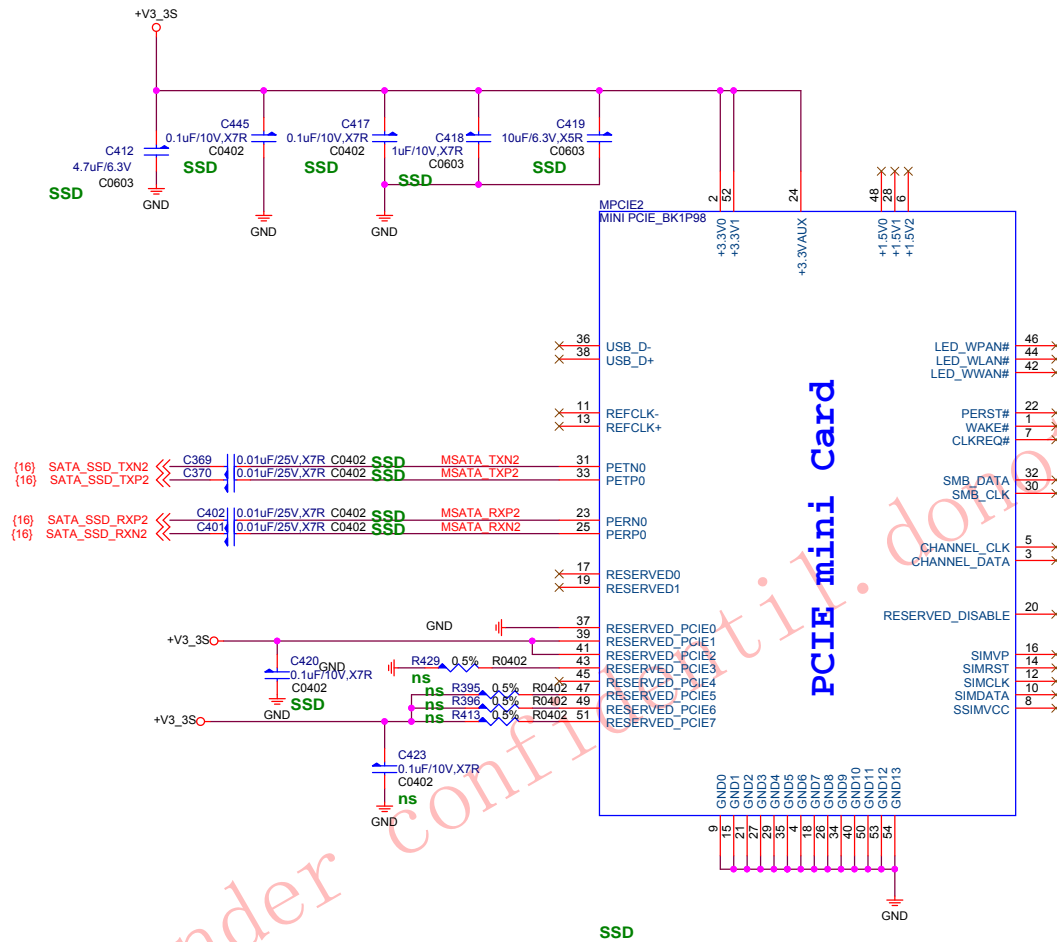 +V3_3S
C412
4.7uF/6.3V
C0603
SSD
GND
C445
0.1uF/10V,X7R
C0402
SSD
GND
C417
0.1uF/10V,X7R
C0402
SSD
GND
C418
1uF/10V,X7R
C0603
SSD
C419
10uF/6.3V,X5R
C0603
SSD
MPCIE2
MINI PCIE_BK1P98
2 +3.3V0
52 +3.3V1
24 +3.3VAUX
48 +1.5V0
28 +1.5V1
6 +1.5V2
36 USB_D-
38 USB_D+
11 REFCLK-
13 REFCLK+
{16} SATA_SSD_TXN2 C369 0.01uF/25V,X7R C0402 SSD MSATA_TXN2 31 PETN0
{16} SATA_SSD_TXP2 C370 0.01uF/25V,X7R C0402 SSD MSATA_TXP2 33 PETP0
{16} SATA_SSD_RXP2 C402 0.01uF/25V,X7R C0402 SSD MSATA_RXP2 23 PERN0
{16} SATA_SSD_RXN2 C401 0.01uF/25V,X7R C0402 SSD MSATA_RXN2 25 PERP0
17 RESERVED0
19 RESERVED1
GND 37 RESERVED_PCIE0
+V3_3S 39 RESERVED_PCIE1
41 RESERVED_PCIE2
GND R429 0.5% R0402 ns 43 RESERVED_PCIE3
45 RESERVED_PCIE4
ns R395 0.5% R0402 47 RESERVED_PCIE5
ns R396 0.5% R0402 49 RESERVED_PCIE6
+V3_3S ns R413 0.5% R0402 51 RESERVED_PCIE7
C420
0.1uF/10V,X7R
C0402
SSD
GND
C423
0.1uF/10V,X7R
C0402
ns
GND
PCIE mini Card
LED_WPAN# 46
LED_WLAN# 44
LED_WWAN# 42
PERST# 22
WAKE# 1
CLKREQ# 7
SMB_DATA 32
SMB_CLK 30
CHANNEL_CLK 5
CHANNEL_DATA 3
RESERVED_DISABLE 20
SIMVP 16
SIMRST 14
SIMCLK 12
SIMDATA 10
SSIMVCC 8
GND0 9
GND1 15
GND2 21
GND3 27
GND4 29
GND5 35
GND6 4
GND7 18
GND8 26
GND9 34
GND10 40
GND11 50
GND12 53
GND13 54
GND
SSD
confidentil.dono